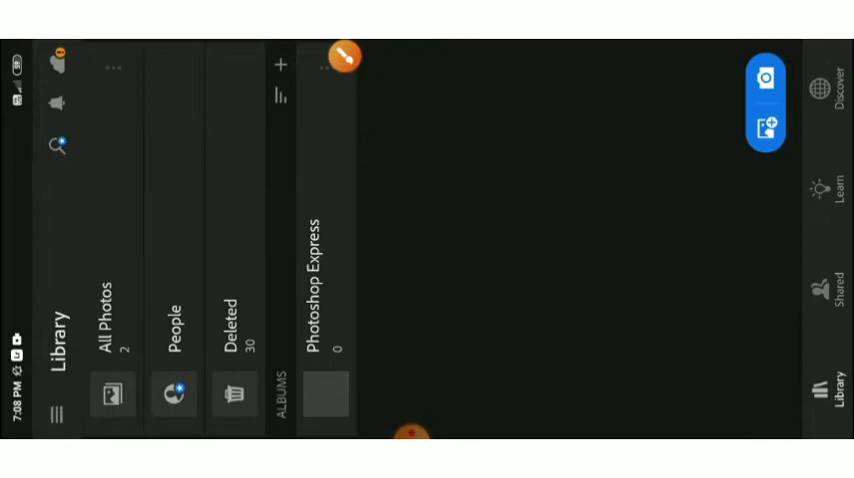 7:08 PM
Library
All Photos
2
People
Deleted
30
ALBUMS
Photoshop Express
0
Library
Shared
Learn
Discover